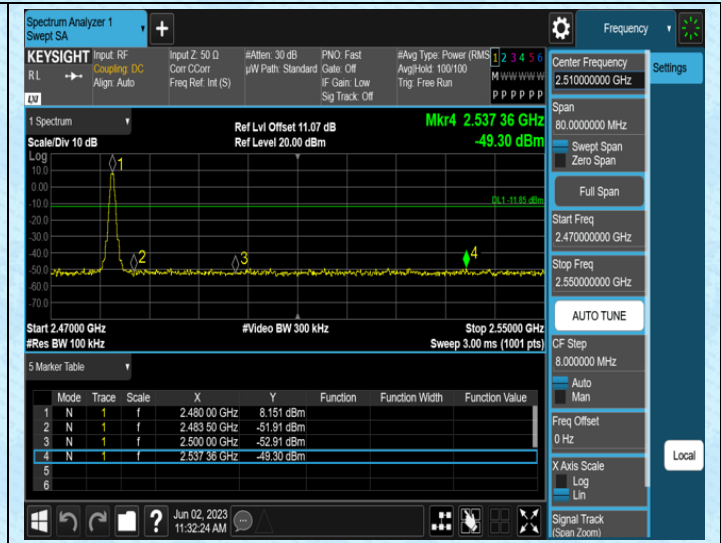 Spectrum Analyzer 1
Swept SA
+
Frequency
KEYSIGHT Input: RF Input Z: 50 Ω #Atten: 30 dB PNO: Fast #Avg Type: Power (RMS 1 2 3 4 5 6
RL Coupling: DC Corr CCorr µW Path: Standard Gate: Off Avg|Hold: 100/100 M W W W W W
Align: Auto Freq Ref: Int (S) IF Gain: Low Trig: Free Run
LXI Sig Track: Off P P P P P P
Center Frequency
2.510000000 GHz
Settings
1 Spectrum
Ref Lvl Offset 11.07 dB
Mkr4 2.537 36 GHz
Scale/Div 10 dB
Ref Level 20.00 dBm
-49.30 dBm
Log
10.0
0.00
-10.0
-20.0
-30.0
-40.0
-50.0
-60.0
-70.0
1
2
3
4
DL1 -11.85 dBm
Start 2.47000 GHz #Video BW 300 kHz Stop 2.55000 GHz
#Res BW 100 kHz Sweep 3.00 ms (1001 pts)
Span
80.0000000 MHz
Swept Span
Zero Span
Full Span
Start Freq
2.470000000 GHz
Stop Freq
2.550000000 GHz
AUTO TUNE
CF Step
8.000000 MHz
Auto
Man
Freq Offset
0 Hz
X Axis Scale
Log
Lin
Signal Track
(Span Zoom)
Local
5 Marker Table
Mode Trace Scale X Y Function Function Width Function Value
1 N 1 f 2.480 00 GHz 8.151 dBm
2 N 1 f 2.483 50 GHz -51.91 dBm
3 N 1 f 2.500 00 GHz -52.91 dBm
4 N 1 f 2.537 36 GHz -49.30 dBm
5
6
? Jun 02, 2023
11:32:24 AM